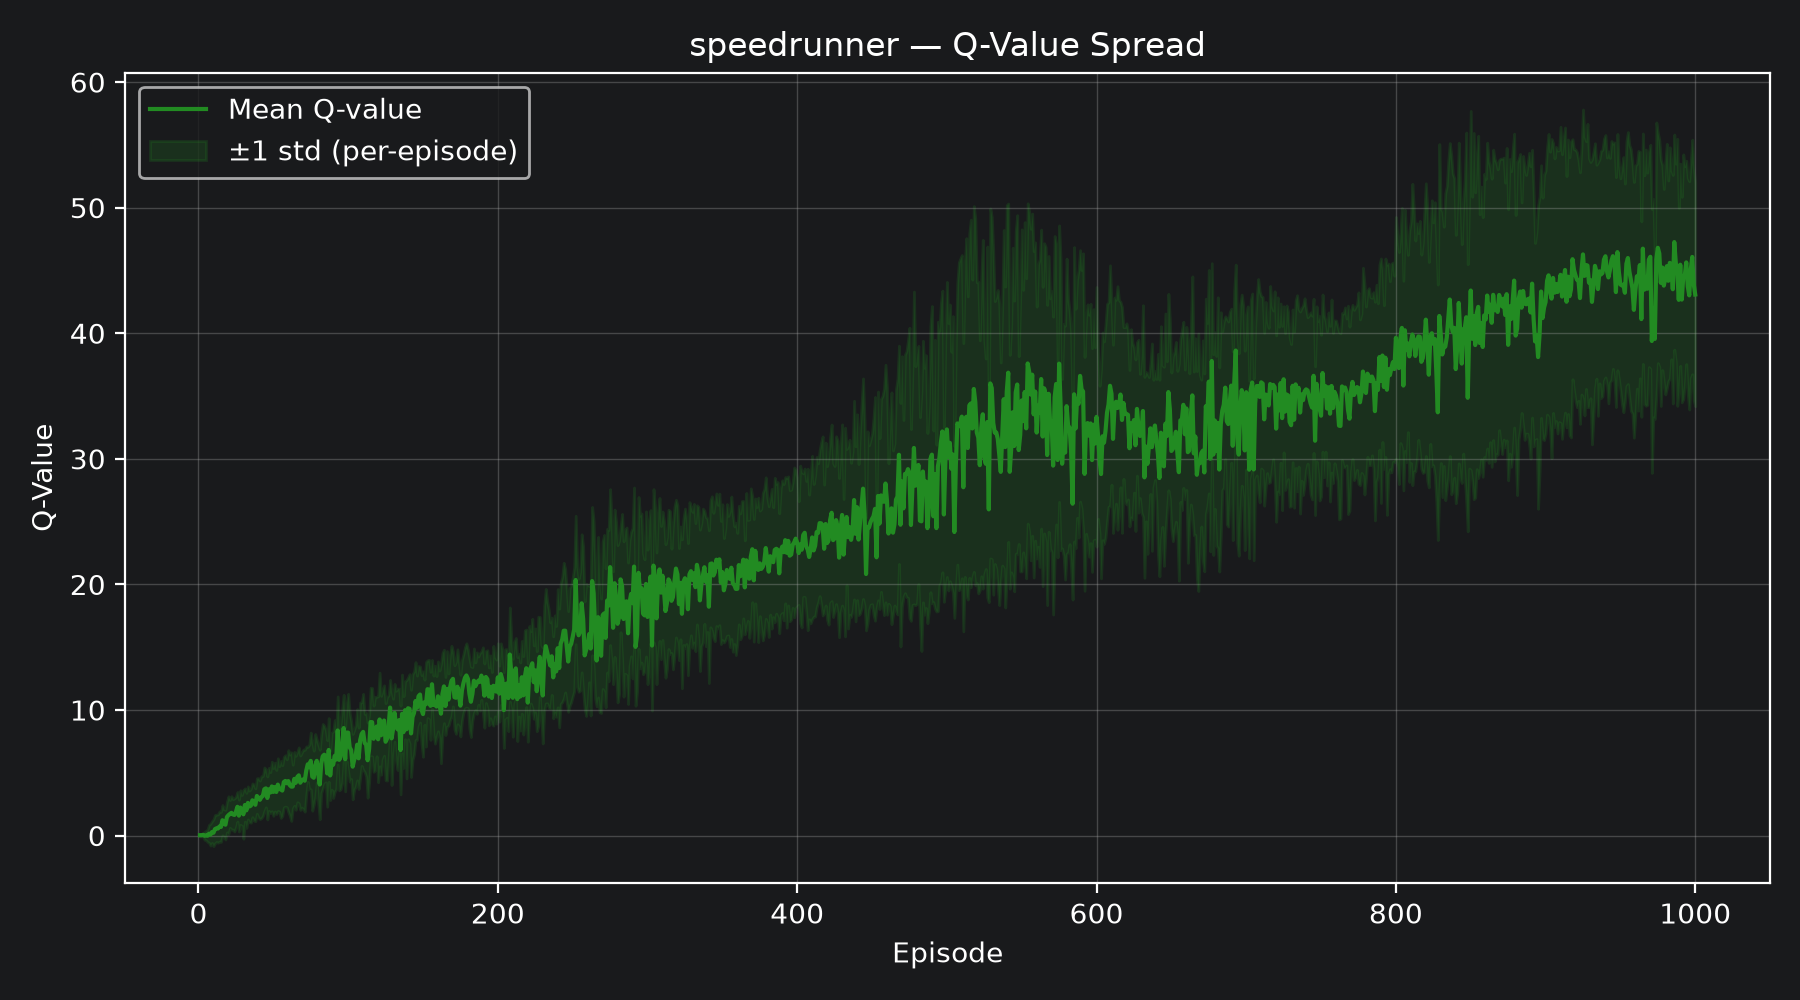 speedrunner — Q-Value Spread
Mean Q-value
±1 std (per-episode)
60
50
40
30
20
10
0
Q-Value
0 200 400 600 800 1000
Episode